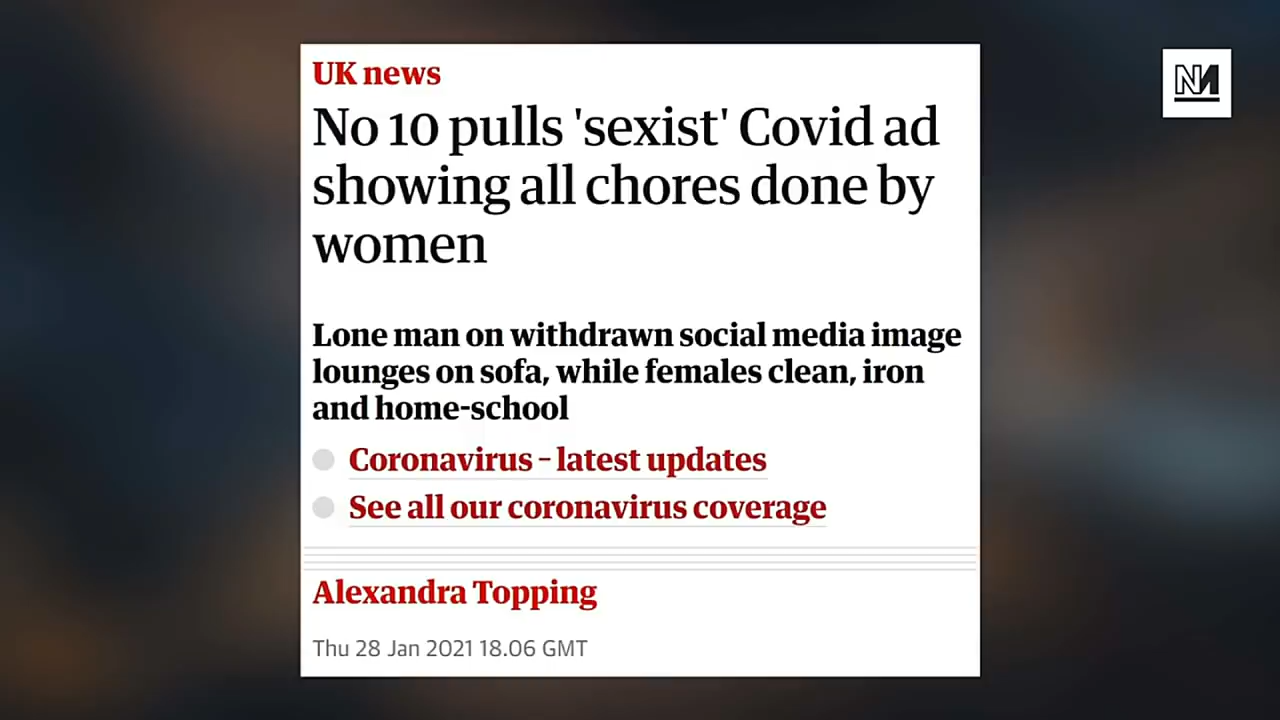 UK news
No 10 pulls 'sexist' Covid ad
showing all chores done by
women
Lone man on withdrawn social media image
lounges on sofa, while females clean, iron
and home-school
Coronavirus – latest updates
See all our coronavirus coverage
Alexandra Topping
Thu 28 Jan 2021 18.06 GMT